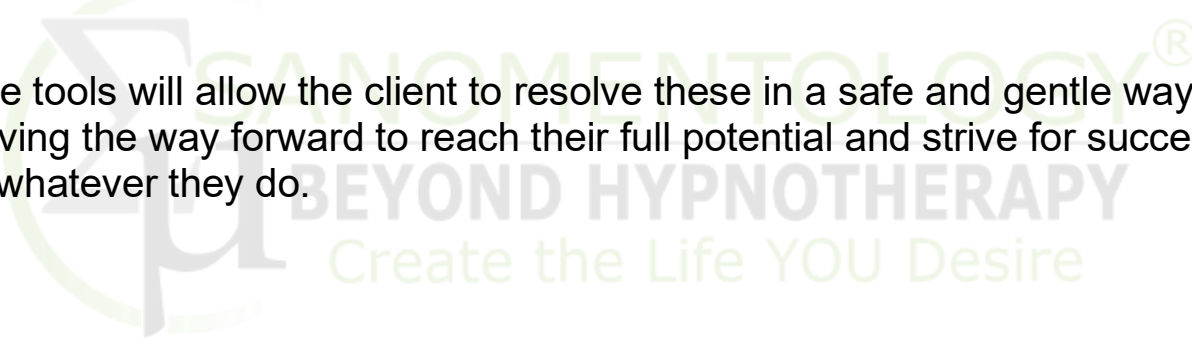 SANOMENTOLOGY®
e tools will allow the client to resolve these in a safe and gentle way
ving the way forward to reach their full potential and strive for succe
whatever they do.
BEYOND HYPNOTHERAPY
Create the Life YOU Desire
Σμ